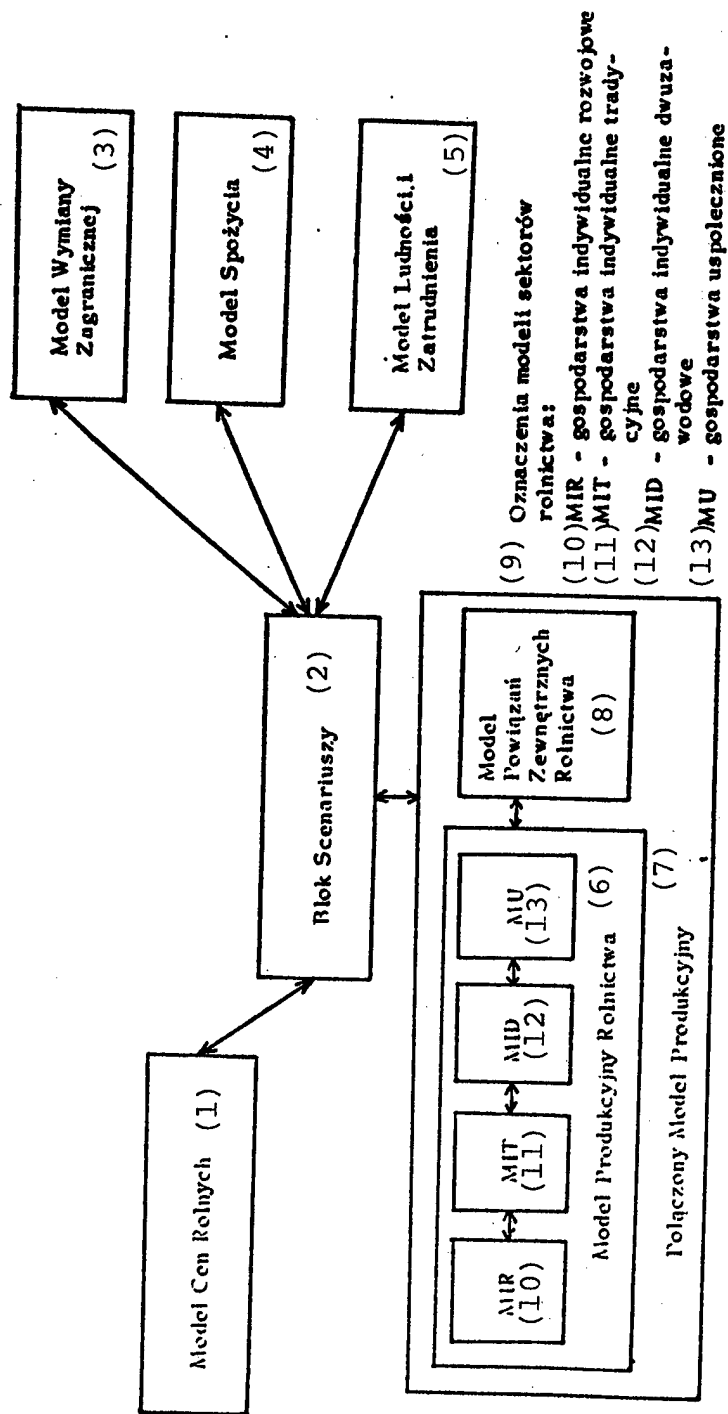 Model Cen Rolnych (1)
Blok Scenariuszy (2)
Model Wymiany
Zagranicznej
(3)
Model Spożycia
(4)
Model Ludności i
Zatrudnienia
(5)
MIR
(10)
MIT
(11)
MID
(12)
MU
(13)
Model Produkcyjny Rolnictwa (6)
Model
Powiązań
Zewnętrznych
Rolnictwa
(8)
Połączony Model Produkcyjny (7)
(9) Oznaczenia modeli sektorów
rolnictwa:
(10)MIR - gospodarstwa indywidualne rozwojowe
(11)MIT - gospodarstwa indywidualne trady-
cyjne
(12)MID - gospodarstwa indywidualne dwuza-
wodowe
(13)MU - gospodarstwa uspołecznione